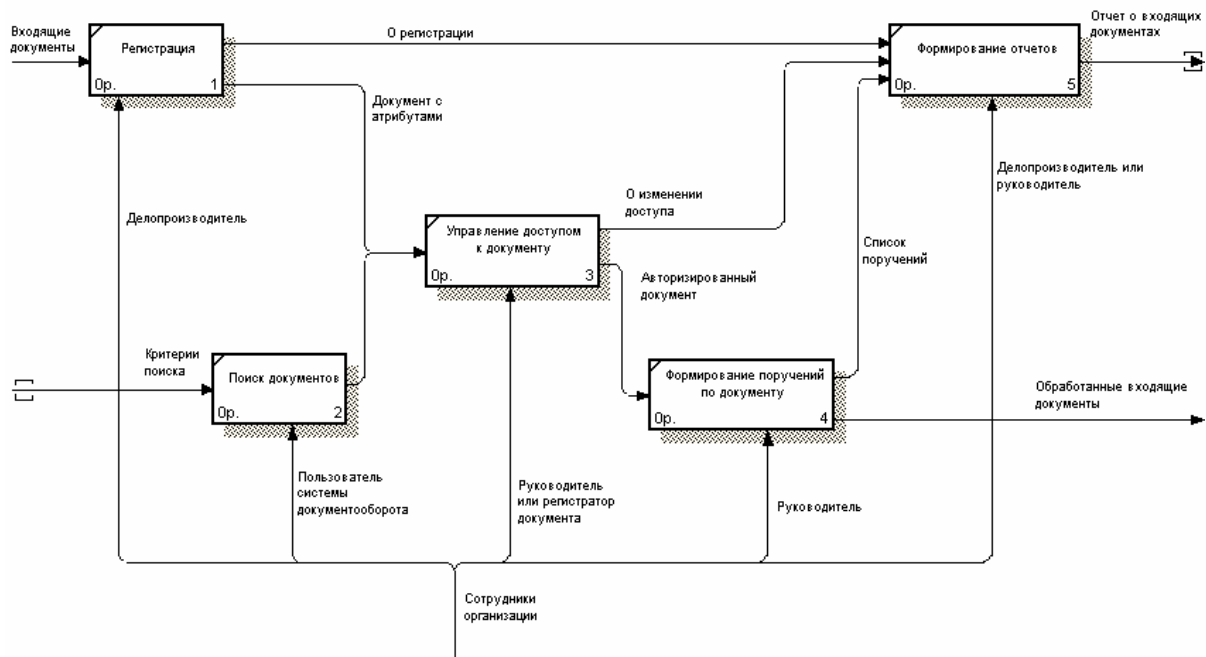 Входящие
документы
Регистрация
0р.
1
О регистрации
Документ с
атрибутами
Формирование отчетов
0р.
5
Отчет о входящих
документах
Делопроизводитель
О изменении
доступа
Делопроизводитель или
руководитель
Управление доступом
к документу
0р.
3
Авторизированный
документ
Список
поручений
Критерии
поиска
Поиск документов
0р.
2
Формирование поручений
по документу
0р.
4
Обработанные входящие
документы
Пользователь
системы
документооборота
Руководитель
или регистратор
документа
Руководитель
Сотрудники
организации